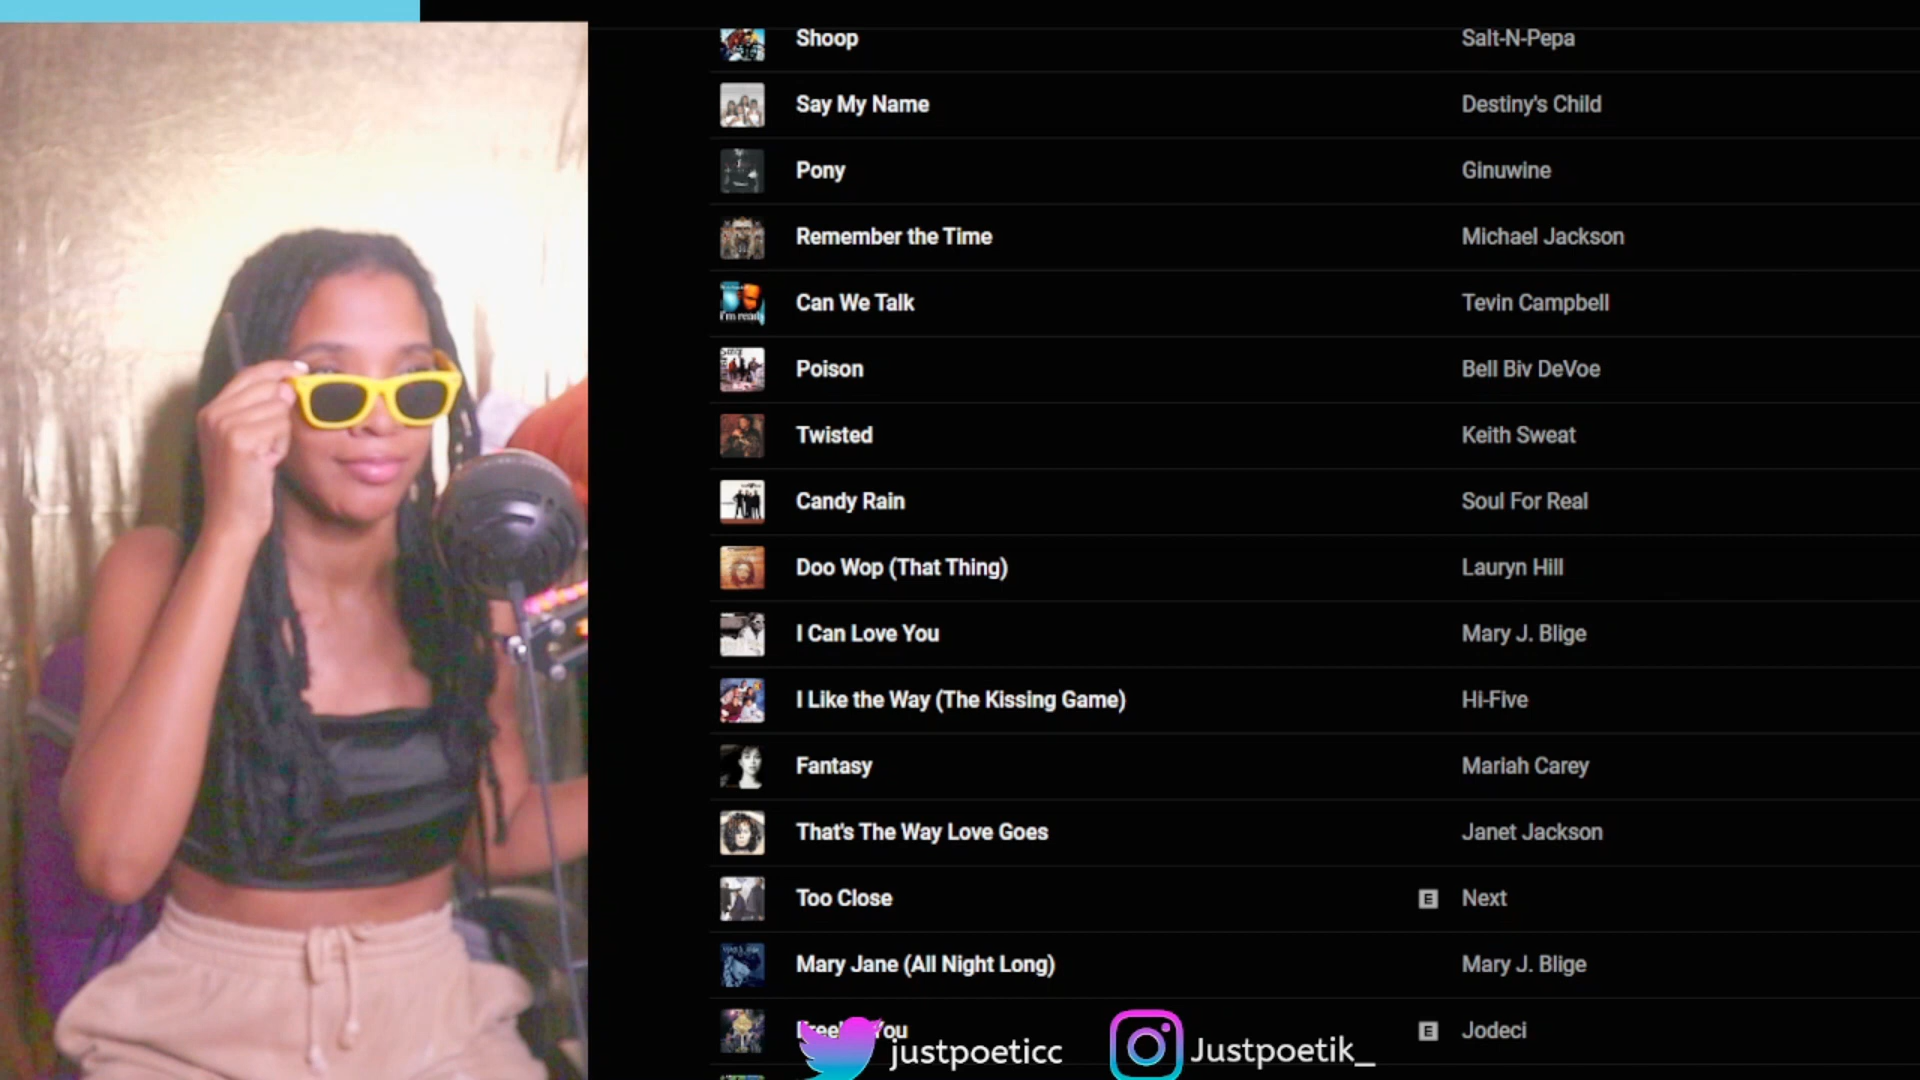 Shoop Salt-N-Pepa
Say My Name Destiny's Child
Pony Ginuwine
Remember the Time Michael Jackson
Can We Talk Tevin Campbell
I'm ready
Poison Bell Biv DeVoe
Twisted Keith Sweat
Candy Rain Soul For Real
Doo Wop (That Thing) Lauryn Hill
I Can Love You Mary J. Blige
I Like the Way (The Kissing Game) Hi-Five
Fantasy Mariah Carey
That's The Way Love Goes Janet Jackson
Too Close E Next
Mary Jane (All Night Long) Mary J. Blige
You E Jodeci
justpoeticc Justpoetik_